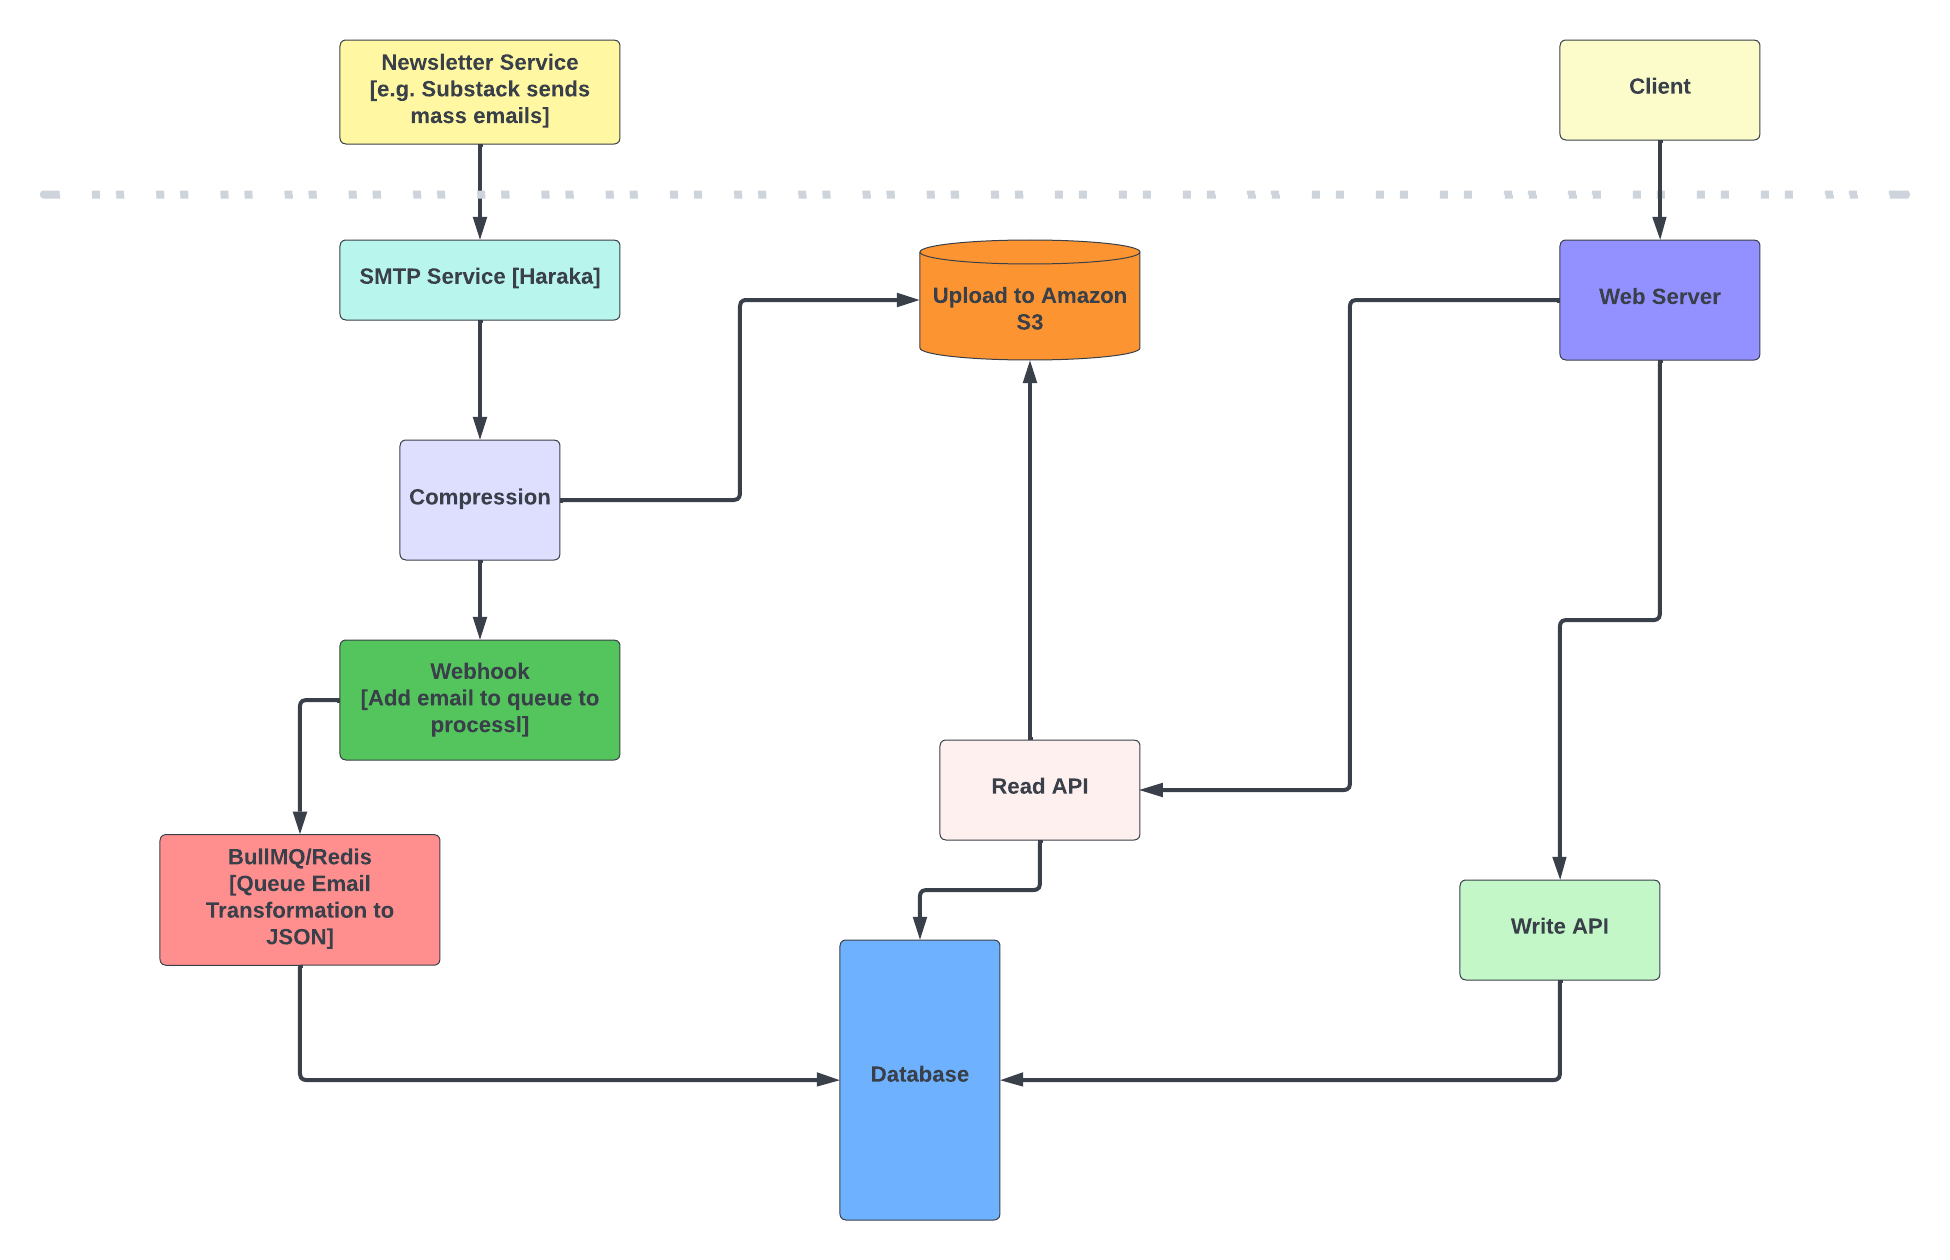 Newsletter Service
[e.g. Substack sends
mass emails]
Client
SMTP Service [Haraka]
Upload to Amazon
S3
Web Server
Compression
Webhook
[Add email to queue to
processl]
Read API
BullMQ/Redis
[Queue Email
Transformation to
JSON]
Write API
Database